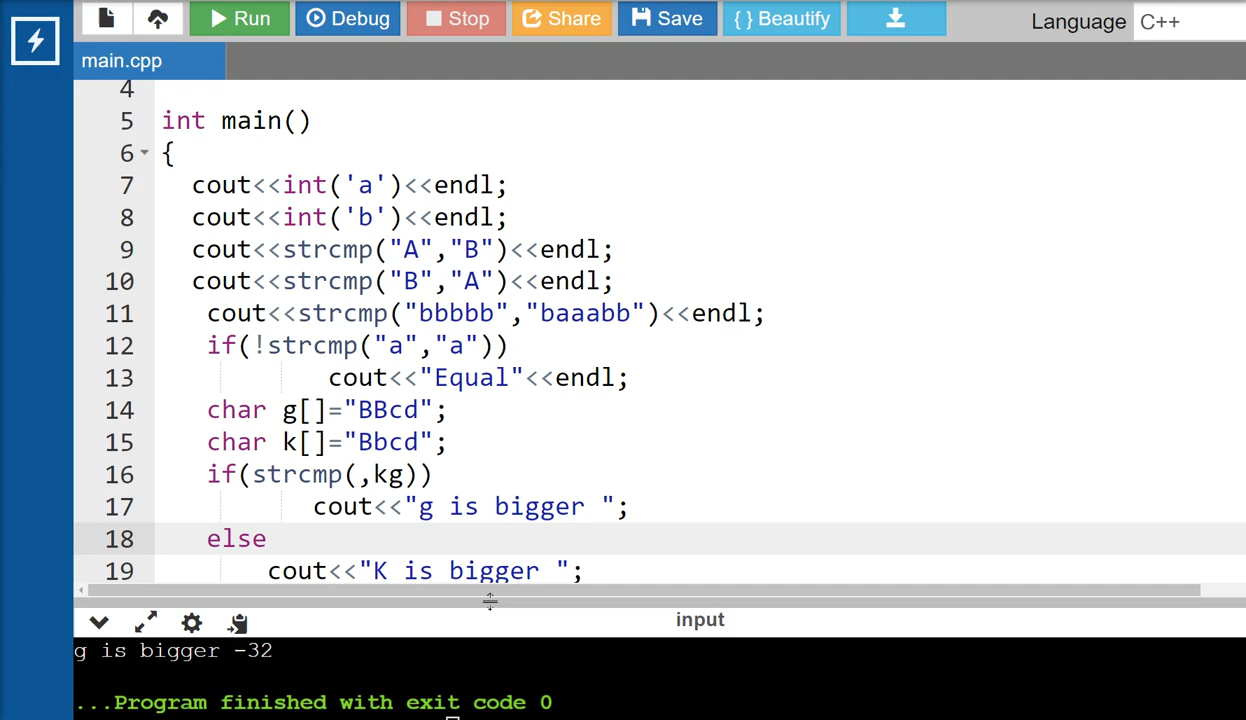 Run Debug Stop Share Save { } Beautify Language C++
main.cpp
4
5 int main()
6 {
7 cout<<int('a')<<endl;
8 cout<<int('b')<<endl;
9 cout<<strcmp("A","B")<<endl;
10 cout<<strcmp("B","A")<<endl;
11 cout<<strcmp("bbbbb","baaabb")<<endl;
12 if(!strcmp("a","a"))
13 cout<<"Equal"<<endl;
14 char g[]="BBcd";
15 char k[]="Bbcd";
16 if(strcmp(,kg))
17 cout<<"g is bigger ";
18 else
19 cout<<"K is bigger ";
input
g is bigger -32
...Program finished with exit code 0